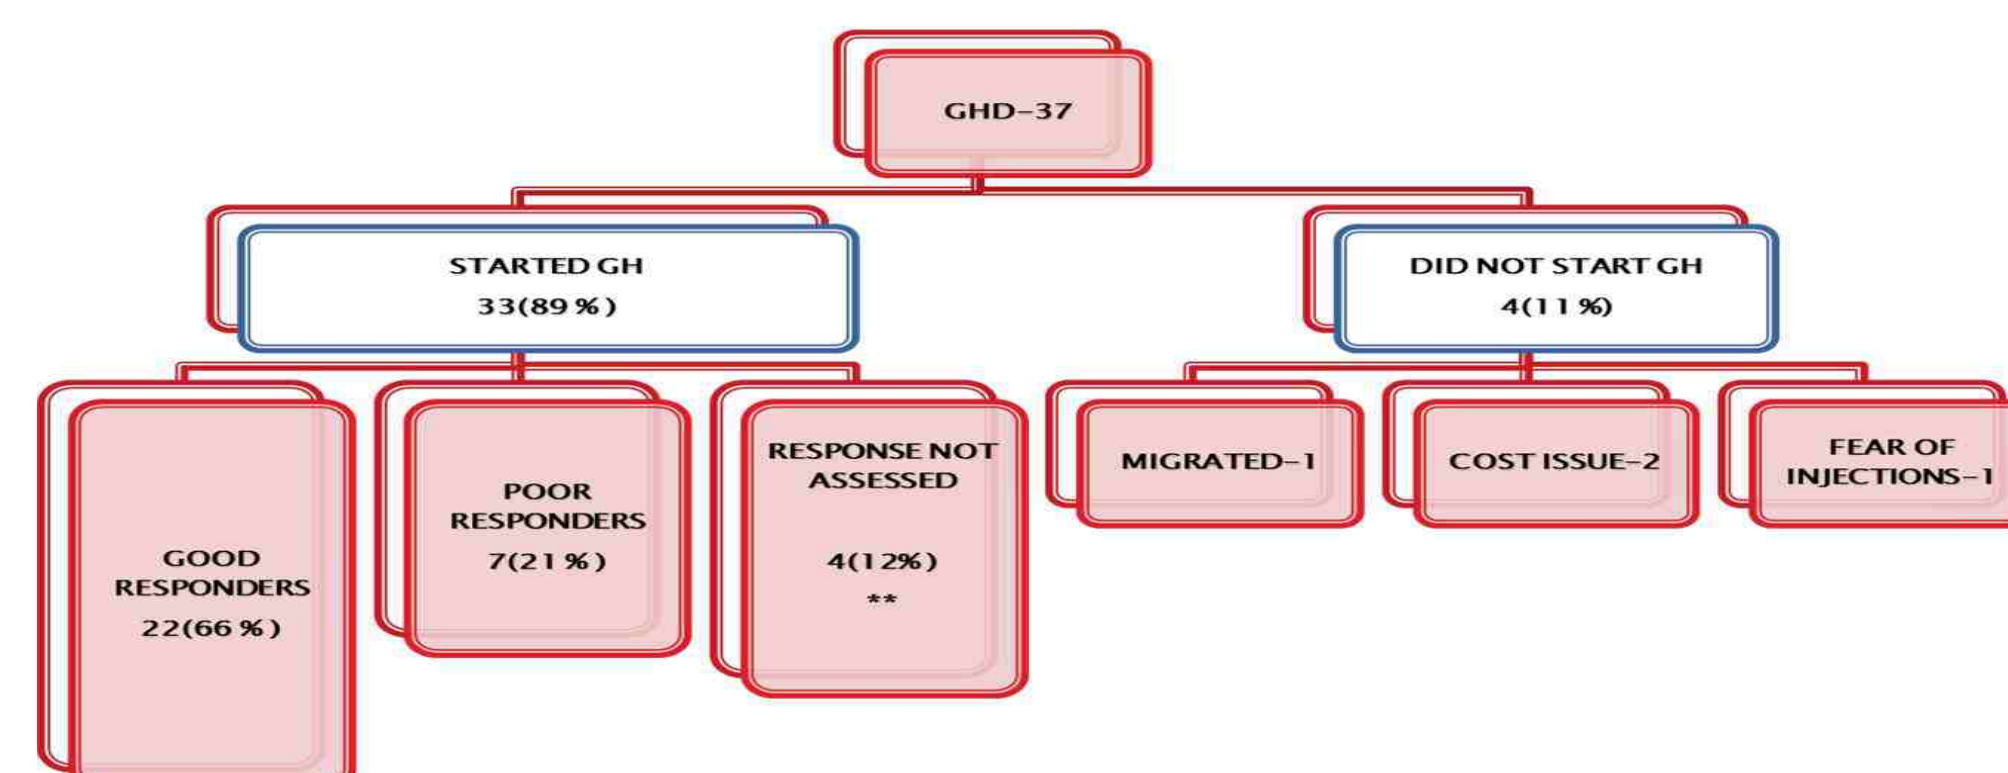 GHD-37
STARTED GH
33(89%)
DID NOT START GH
4(11%)
GOOD
RESPONDERS
22(66%)
POOR
RESPONDERS
7(21%)
RESPONSE NOT
ASSESSED
4(12%)
**
MIGRATED-1
COST ISSUE-2
FEAR OF
INJECTIONS-1